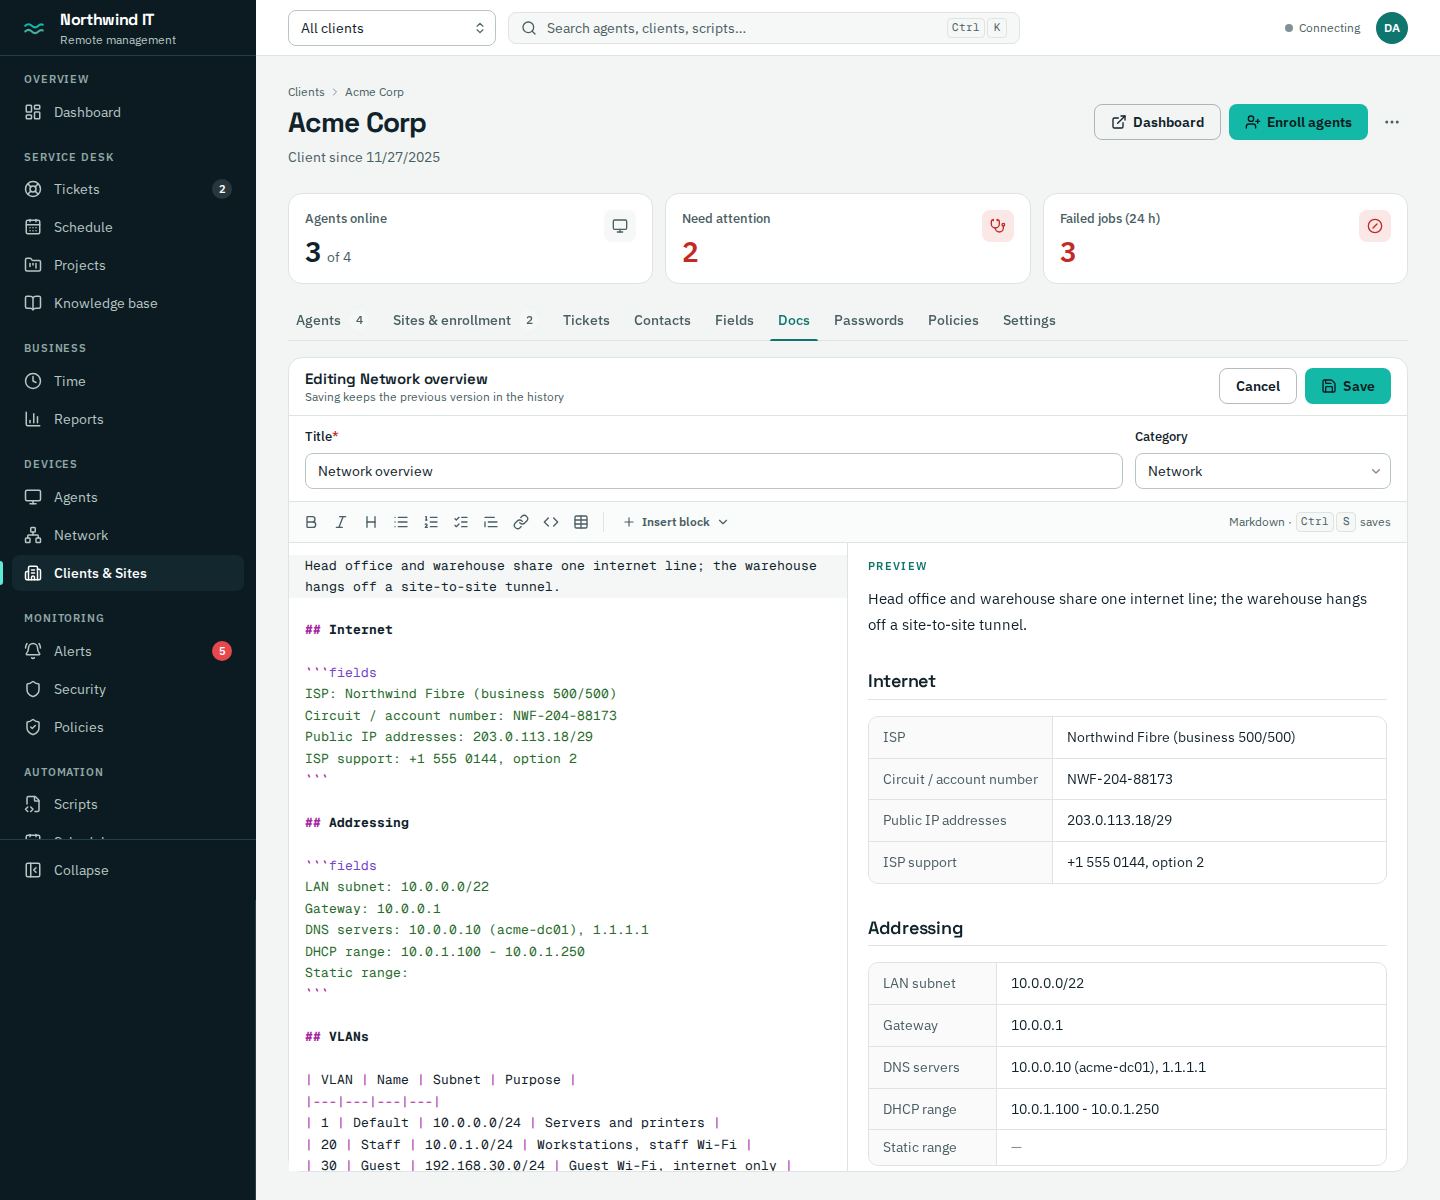 Northwind IT
Remote management
All clients
Search agents, clients, scripts...
Ctrl K
Connecting
DA
OVERVIEW
Dashboard
SERVICE DESK
Tickets 2
Schedule
Projects
Knowledge base
BUSINESS
Time
Reports
DEVICES
Agents
Network
Clients & Sites
MONITORING
Alerts 5
Security
Policies
AUTOMATION
Scripts
Collapse
Clients > Acme Corp
Acme Corp
Client since 11/27/2025
Dashboard
Enroll agents
Agents online
3 of 4
Need attention
2
Failed jobs (24 h)
3
Agents 4 Sites & enrollment 2 Tickets Contacts Fields Docs Passwords Policies Settings
Editing Network overview
Saving keeps the previous version in the history
Cancel Save
Title*
Network overview
Category
Network
Insert block
Markdown · Ctrl S saves
Head office and warehouse share one internet line; the warehouse
hangs off a site-to-site tunnel.
## Internet
```fields
ISP: Northwind Fibre (business 500/500)
Circuit / account number: NWF-204-88173
Public IP addresses: 203.0.113.18/29
ISP support: +1 555 0144, option 2
```
## Addressing
```fields
LAN subnet: 10.0.0.0/22
Gateway: 10.0.0.1
DNS servers: 10.0.0.10 (acme-dc01), 1.1.1.1
DHCP range: 10.0.1.100 - 10.0.1.250
Static range:
```
## VLANs
| VLAN | Name | Subnet | Purpose |
|---|---|---|---|
| 1 | Default | 10.0.0.0/24 | Servers and printers |
| 20 | Staff | 10.0.1.0/24 | Workstations, staff Wi-Fi |
| 30 | Guest | 192.168.30.0/24 | Guest Wi-Fi, internet only |
PREVIEW
Head office and warehouse share one internet line; the warehouse hangs
off a site-to-site tunnel.
Internet
ISP Northwind Fibre (business 500/500)
Circuit / account number NWF-204-88173
Public IP addresses 203.0.113.18/29
ISP support +1 555 0144, option 2
Addressing
LAN subnet 10.0.0.0/22
Gateway 10.0.0.1
DNS servers 10.0.0.10 (acme-dc01), 1.1.1.1
DHCP range 10.0.1.100 - 10.0.1.250
Static range —